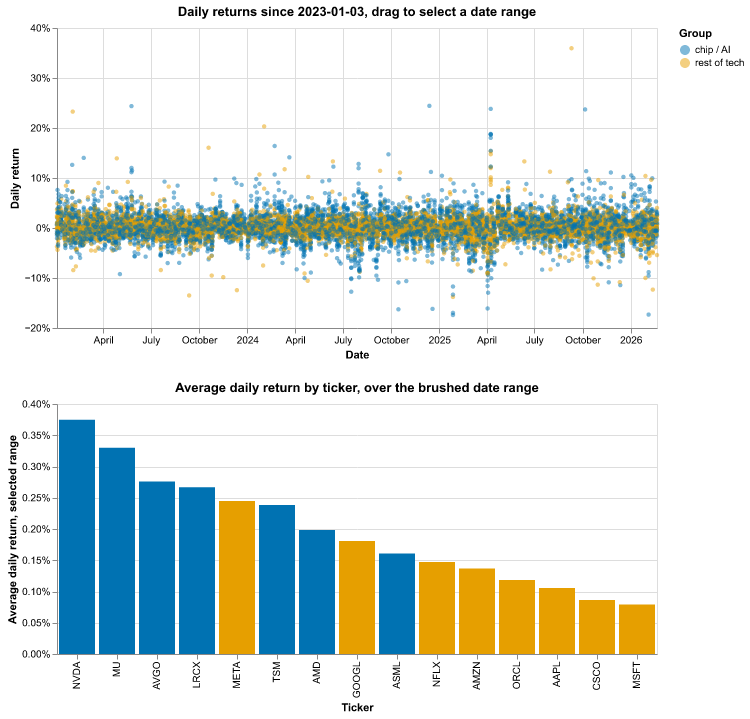 Daily returns since 2023-01-03, drag to select a date range
Group
chip / AI
rest of tech
Daily return
40%
30%
20%
10%
0%
−10%
−20%
April July October 2024 April July October 2025 April July October 2026
Date
Average daily return by ticker, over the brushed date range
Average daily return, selected range
0.40%
0.35%
0.30%
0.25%
0.20%
0.15%
0.10%
0.05%
0.00%
NVDA MU AVGO LRCX META TSM AMD GOOGL ASML NFLX AMZN ORCL AAPL CSCO MSFT
Ticker